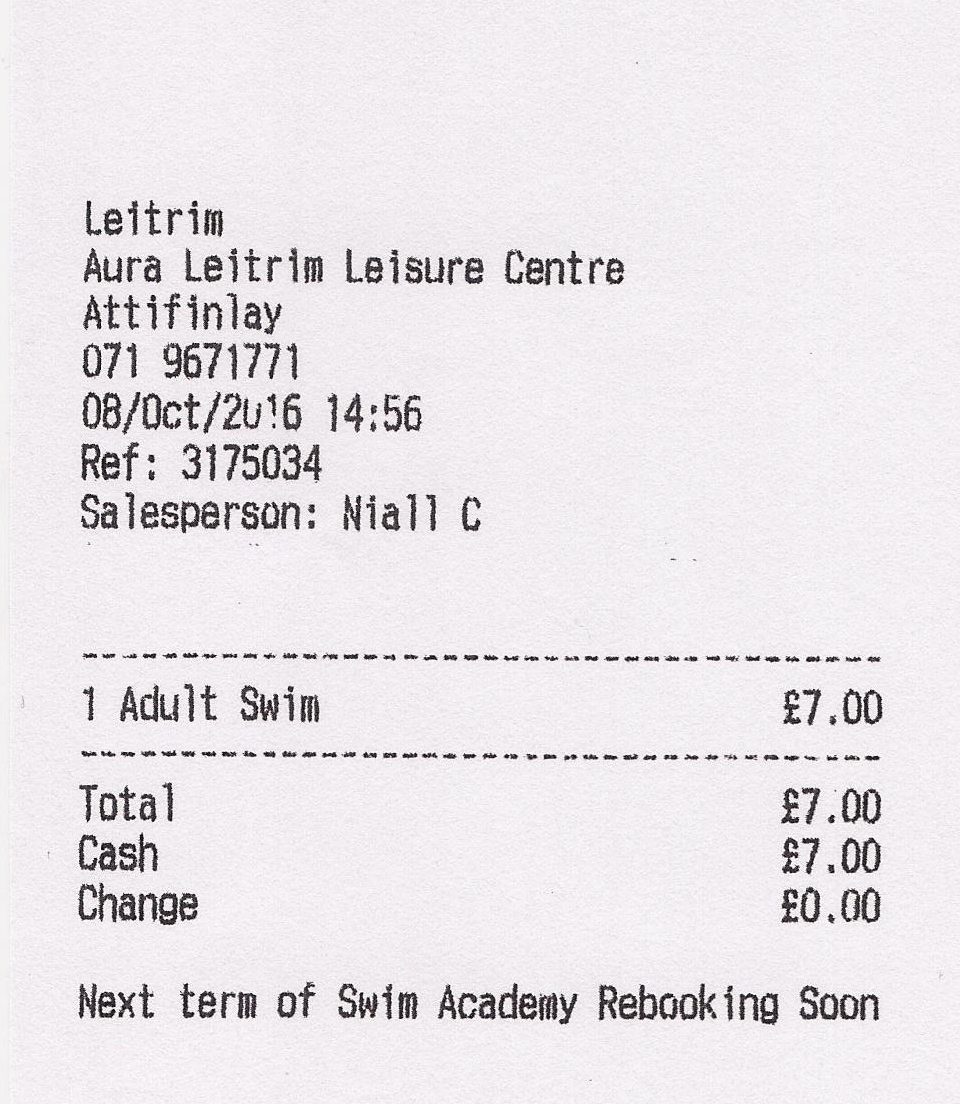 Leitrim
Aura Leitrim Leisure Centre
Attifinlay
071 9671771
08/Oct/2016 14:56
Ref: 3175034
Salesperson: Niall C
1 Adult Swim £7.00
Total £7.00
Cash £7.00
Change £0.00
Next term of Swim Academy Rebooking Soon